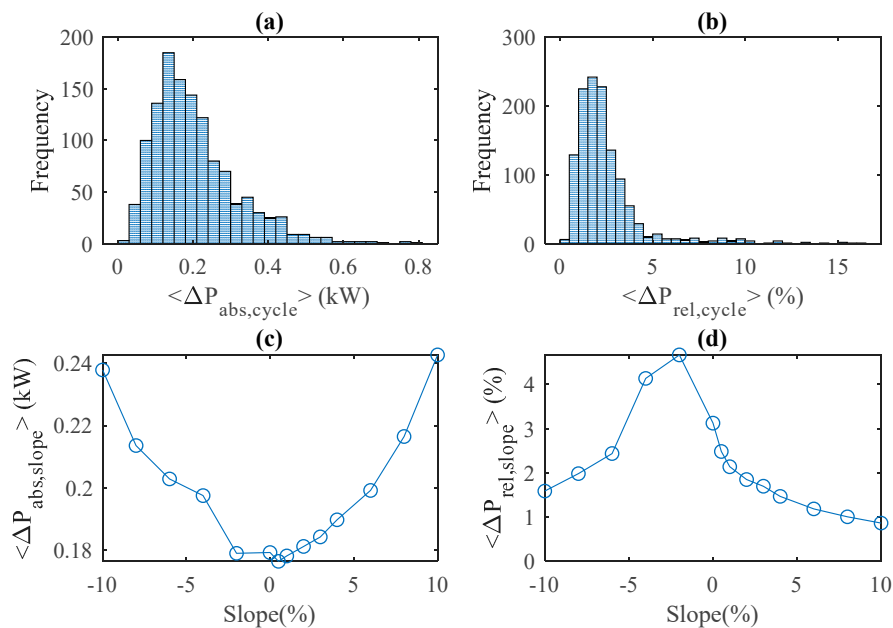 (a)
200
150
100
50
0
Frequency
0 0.2 0.4 0.6 0.8
<ΔP_abs,cycle> (kW)
(b)
300
200
100
0
Frequency
0 5 10 15
<ΔP_rel,cycle> (%)
(c)
0.24
0.22
0.2
0.18
<ΔP_abs,slope> (kW)
-10 -5 0 5 10
Slope(%)
(d)
4
3
2
1
0
<ΔP_rel,slope> (%)
-10 -5 0 5 10
Slope(%)